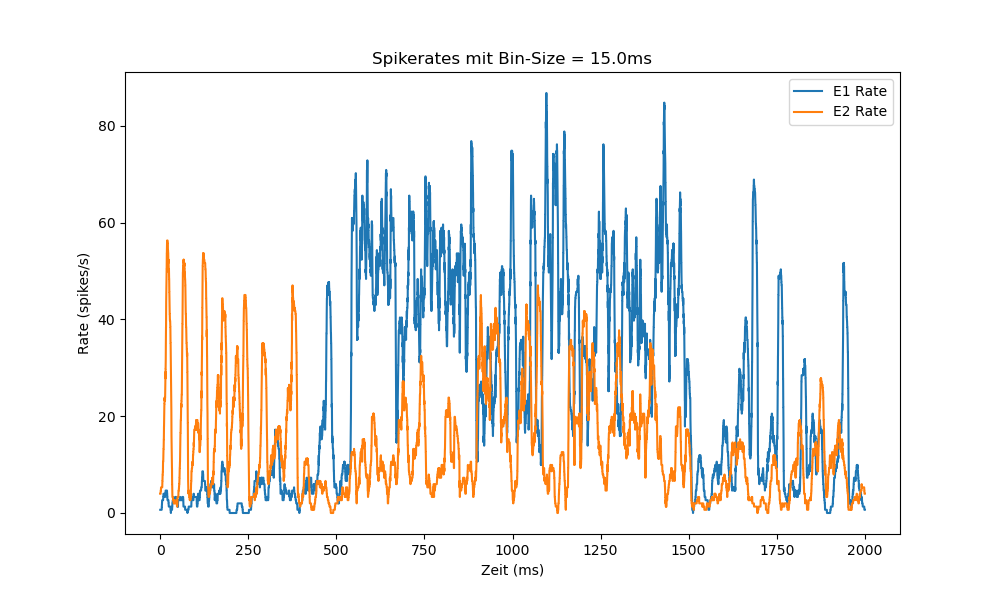 Spikerates mit Bin-Size = 15.0ms
E1 Rate
E2 Rate
Rate (spikes/s)
80
60
40
20
0
0 250 500 750 1000 1250 1500 1750 2000
Zeit (ms)